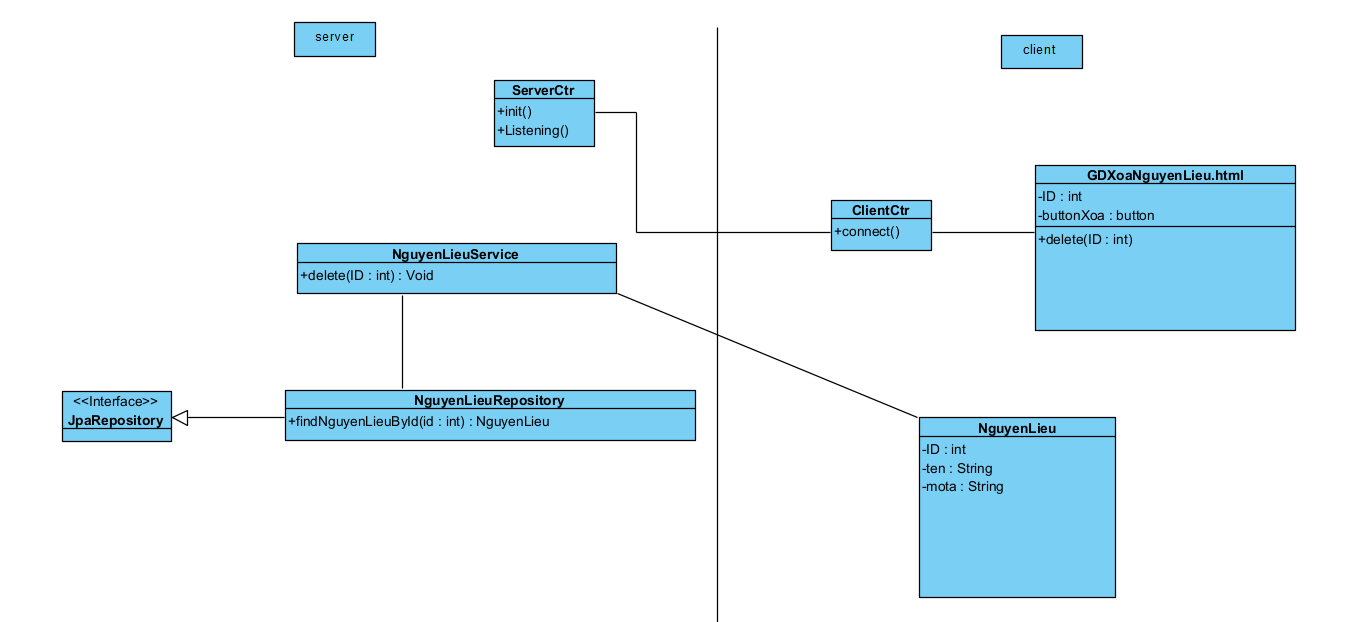 server
client
ServerCtr
+init()
+Listening()
GDXoaNguyenLieu.html
-ID : int
-buttonXoa : button
+delete(ID : int)
ClientCtr
+connect()
NguyenLieuService
+delete(ID : int) : Void
<<Interface>>
JpaRepository
NguyenLieuRepository
+findNguyenLieuById(id : int) : NguyenLieu
NguyenLieu
-ID : int
-ten : String
-mota : String